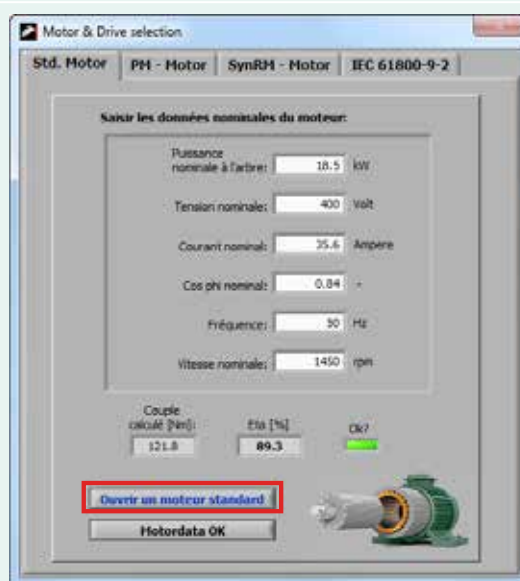 Motor & Drive selection
Std. Motor PM - Motor SynRM - Motor IEC 61800-9-2
Saisir les données nominales du moteur:
Puissance
nominale à l'arbre: 18.5 kW
Tension nominale: 400 Volt
Courant nominal: 35.6 Ampere
Cos phi nominal: 0.84 -
Fréquence: 50 Hz
Vitesse nominale: 1450 rpm
Couple
calculé [Nm]: Eta [%] Ok?
121.8 89.3
Ouvrir un moteur standard
Motordata OK